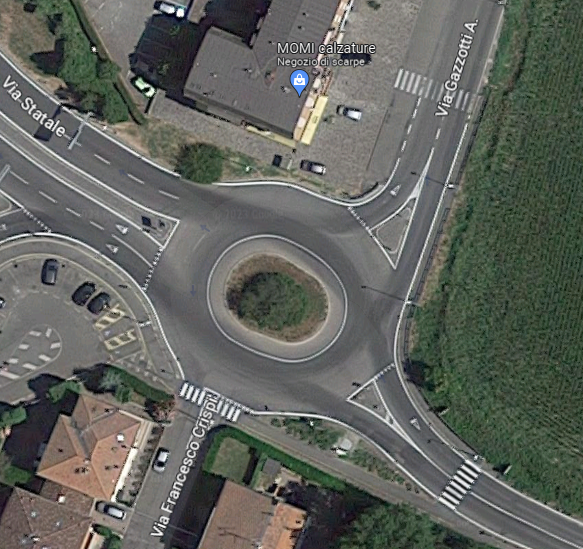 MOMI calzature
Negozio di scarpe
Via Gazzotti A.
Via Statale
Via Francesco Crispi